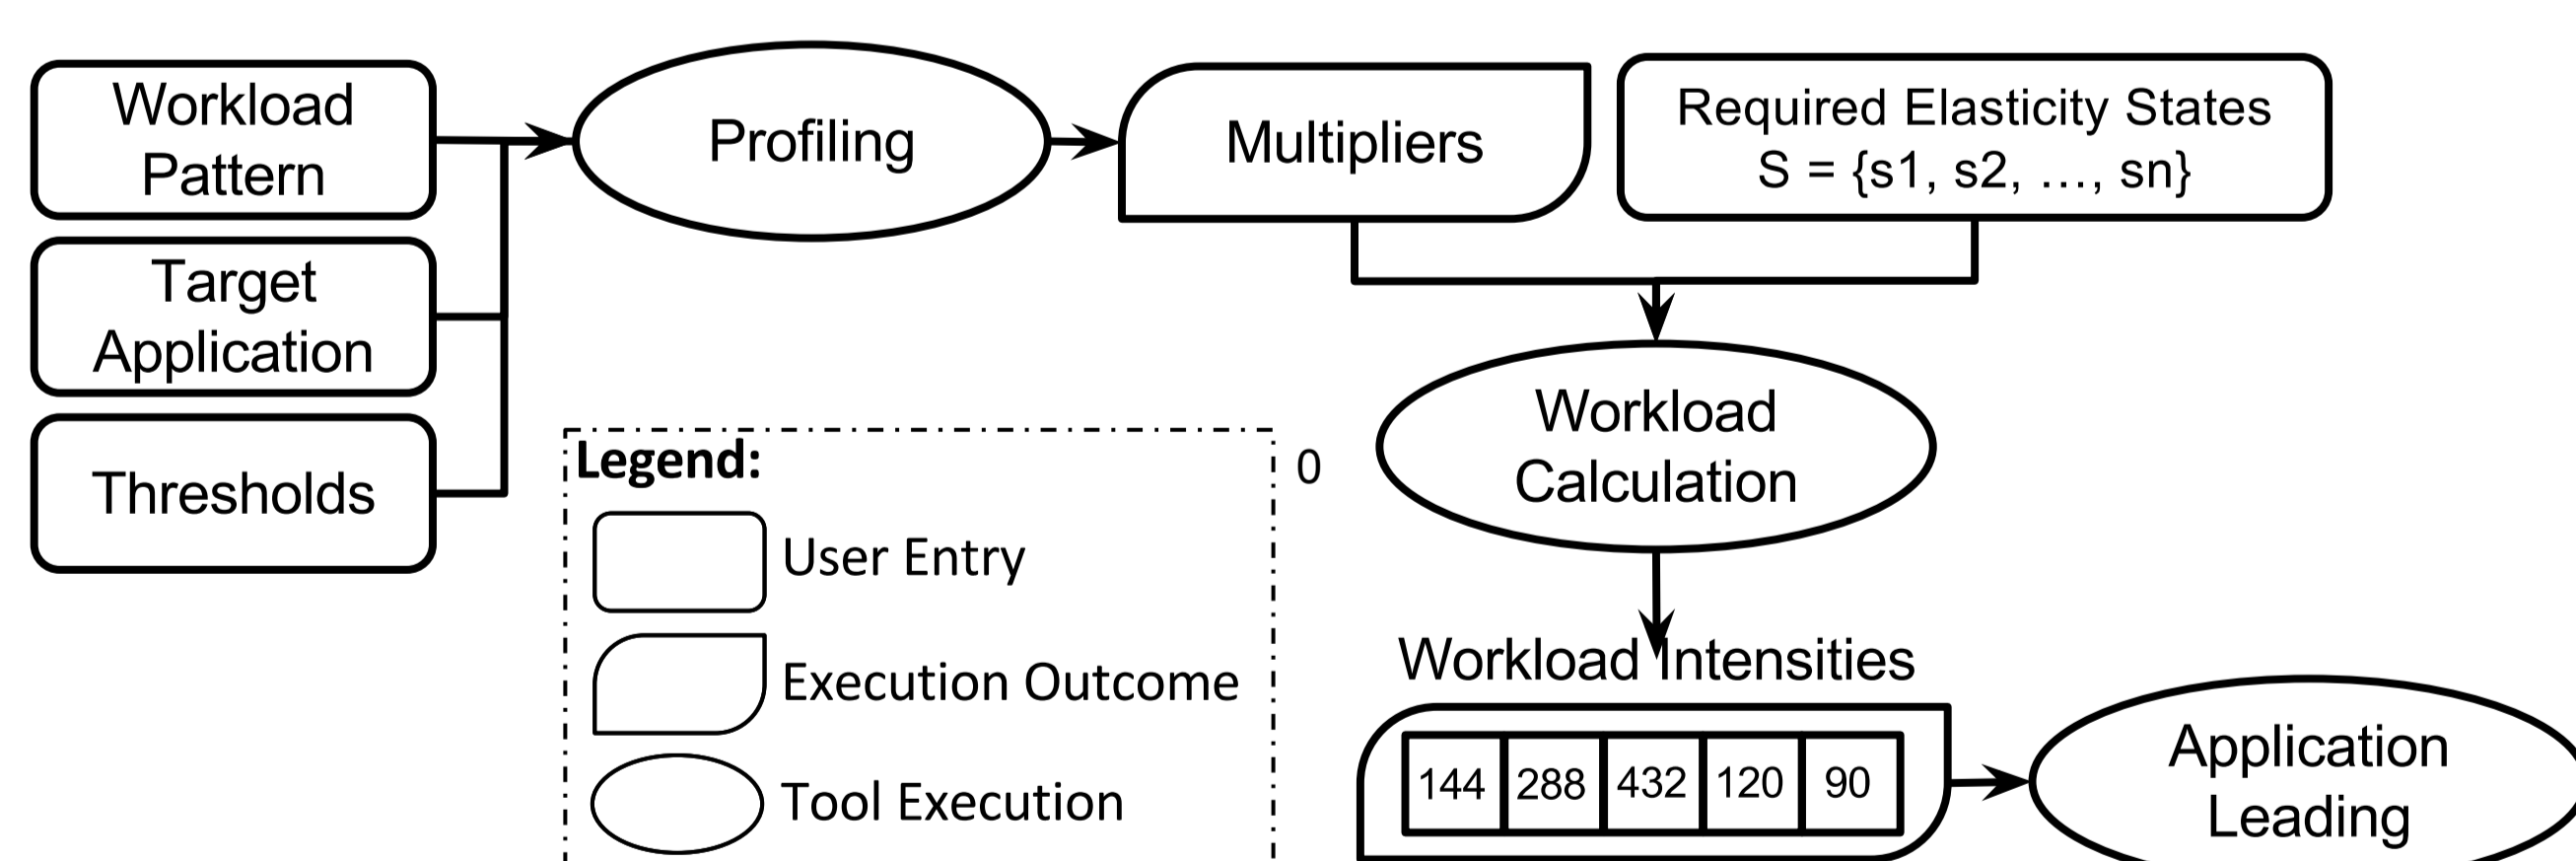 Workload
Pattern
Profiling
Multipliers
Required Elasticity States
S = {s1, s2, ..., sn}
Target
Application
Thresholds
Workload
Calculation
Legend:
0
User Entry
Execution Outcome
Tool Execution
Workload Intensities
144 288 432 120 90
Application
Leading